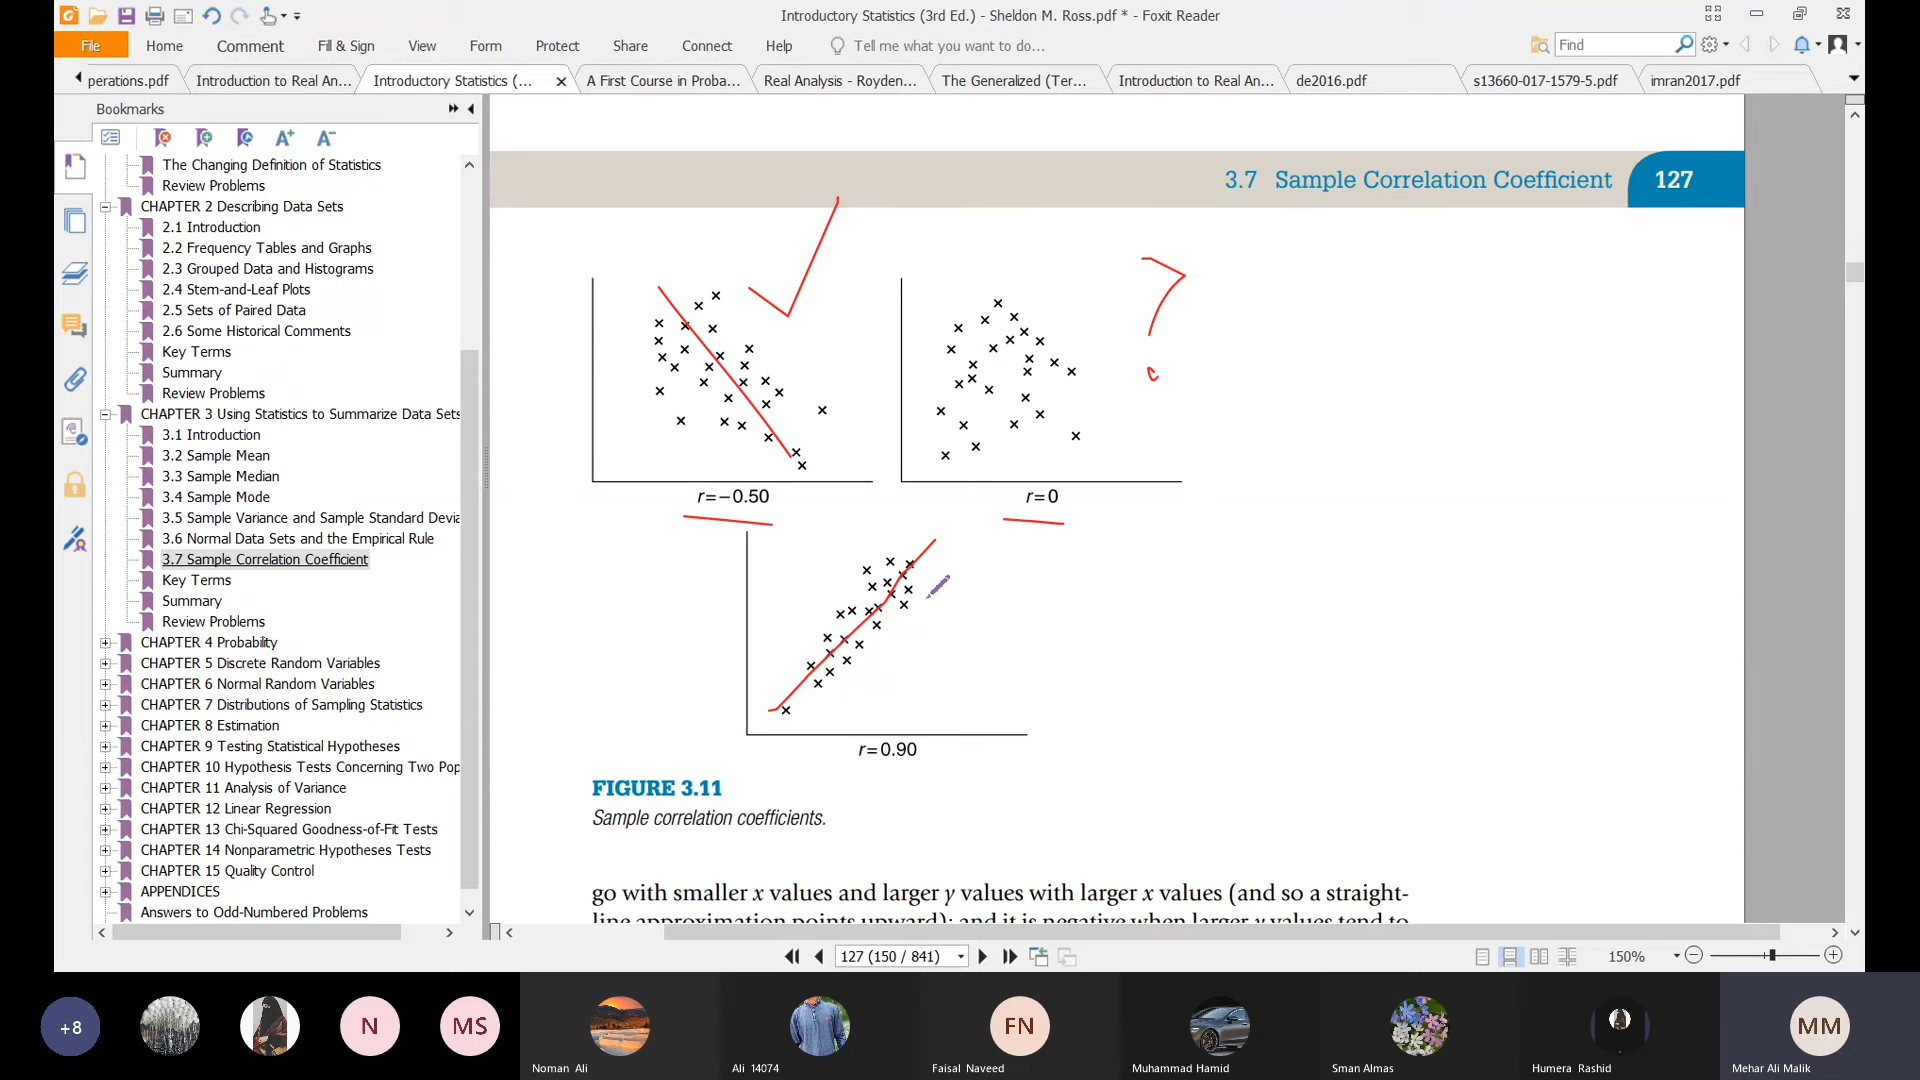 Introductory Statistics (3rd Ed.) - Sheldon M. Ross.pdf * - Foxit Reader
File Home Comment Fill & Sign View Form Protect Share Connect Help Tell me what you want to do... Find
perations.pdf Introduction to Real An... Introductory Statistics (... A First Course in Proba... Real Analysis - Royden... The Generalized (Ter... Introduction to Real An... de2016.pdf s13660-017-1579-5.pdf imran2017.pdf
Bookmarks
The Changing Definition of Statistics
Review Problems
CHAPTER 2 Describing Data Sets
2.1 Introduction
2.2 Frequency Tables and Graphs
2.3 Grouped Data and Histograms
2.4 Stem-and-Leaf Plots
2.5 Sets of Paired Data
2.6 Some Historical Comments
Key Terms
Summary
Review Problems
CHAPTER 3 Using Statistics to Summarize Data Sets
3.1 Introduction
3.2 Sample Mean
3.3 Sample Median
3.4 Sample Mode
3.5 Sample Variance and Sample Standard Devia
3.6 Normal Data Sets and the Empirical Rule
3.7 Sample Correlation Coefficient
Key Terms
Summary
Review Problems
CHAPTER 4 Probability
CHAPTER 5 Discrete Random Variables
CHAPTER 6 Normal Random Variables
CHAPTER 7 Distributions of Sampling Statistics
CHAPTER 8 Estimation
CHAPTER 9 Testing Statistical Hypotheses
CHAPTER 10 Hypothesis Tests Concerning Two Pop
CHAPTER 11 Analysis of Variance
CHAPTER 12 Linear Regression
CHAPTER 13 Chi-Squared Goodness-of-Fit Tests
CHAPTER 14 Nonparametric Hypotheses Tests
CHAPTER 15 Quality Control
APPENDICES
Answers to Odd-Numbered Problems
3.7 Sample Correlation Coefficient 127
?
r=−0.50 r=0
r=0.90
FIGURE 3.11
Sample correlation coefficients.
go with smaller x values and larger y values with larger x values (and so a straight-
line approximation points upward); and it is negative when larger y values tend to
127 (150 / 841) 150%
+8 N MS FN MM
Noman Ali Ali 14074 Faisal Naveed Muhammad Hamid Sman Almas Humera Rashid Mehar Ali Malik